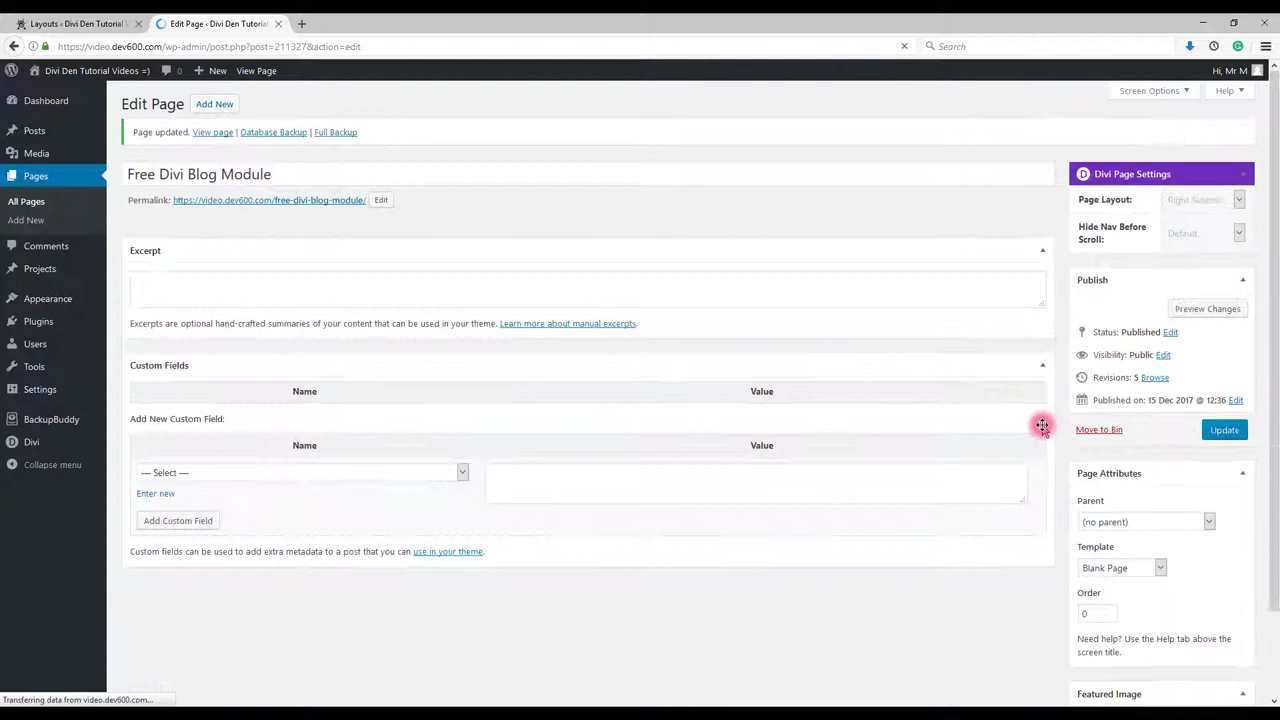 Layouts ‹ Divi Den Tutorial
Edit Page ‹ Divi Den Tutorial
https://video.dev600.com/wp-admin/post.php?post=211327&action=edit
Search
Divi Den Tutorial Videos =)
0
New
View Page
Hi, Mr M
Dashboard
Posts
Media
Pages
All Pages
Add New
Comments
Projects
Appearance
Plugins
Users
Tools
Settings
BackupBuddy
Divi
Collapse menu
Screen Options
Help
Edit Page
Add New
Page updated. View page | Database Backup | Full Backup
Free Divi Blog Module
Permalink: https://video.dev600.com/free-divi-blog-module/ Edit
Excerpt
Excerpts are optional hand-crafted summaries of your content that can be used in your theme. Learn more about manual excerpts.
Custom Fields
Name Value
Add New Custom Field:
Name Value
— Select —
Enter new
Add Custom Field
Custom fields can be used to add extra metadata to a post that you can use in your theme.
Divi Page Settings
Page Layout: Right Sidebar
Hide Nav Before
Scroll:
Default
Publish
Preview Changes
Status: Published Edit
Visibility: Public Edit
Revisions: 5 Browse
Published on: 15 Dec 2017 @ 12:36 Edit
Move to Bin
Update
Page Attributes
Parent
(no parent)
Template
Blank Page
Order
0
Need help? Use the Help tab above the
screen title.
Featured Image
Transferring data from video.dev600.com...